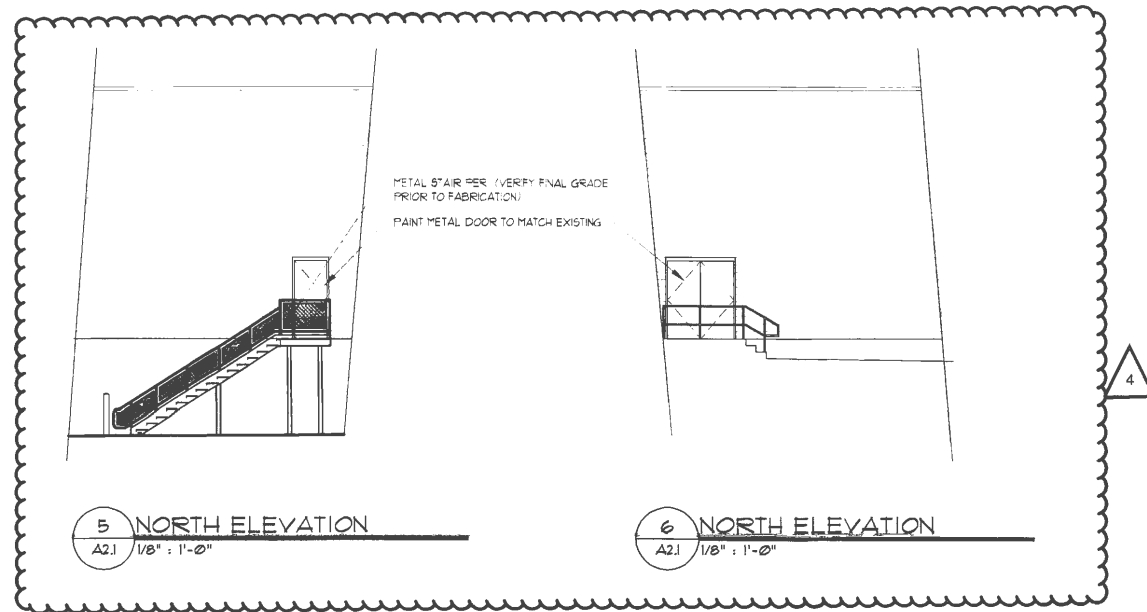 METAL STAIR PER (VERIFY FINAL GRADE
PRIOR TO FABRICATION)
PAINT METAL DOOR TO MATCH EXISTING
4
5 NORTH ELEVATION
A2.1 1/8" : 1'-0"
6 NORTH ELEVATION
A2.1 1/8" : 1'-0"